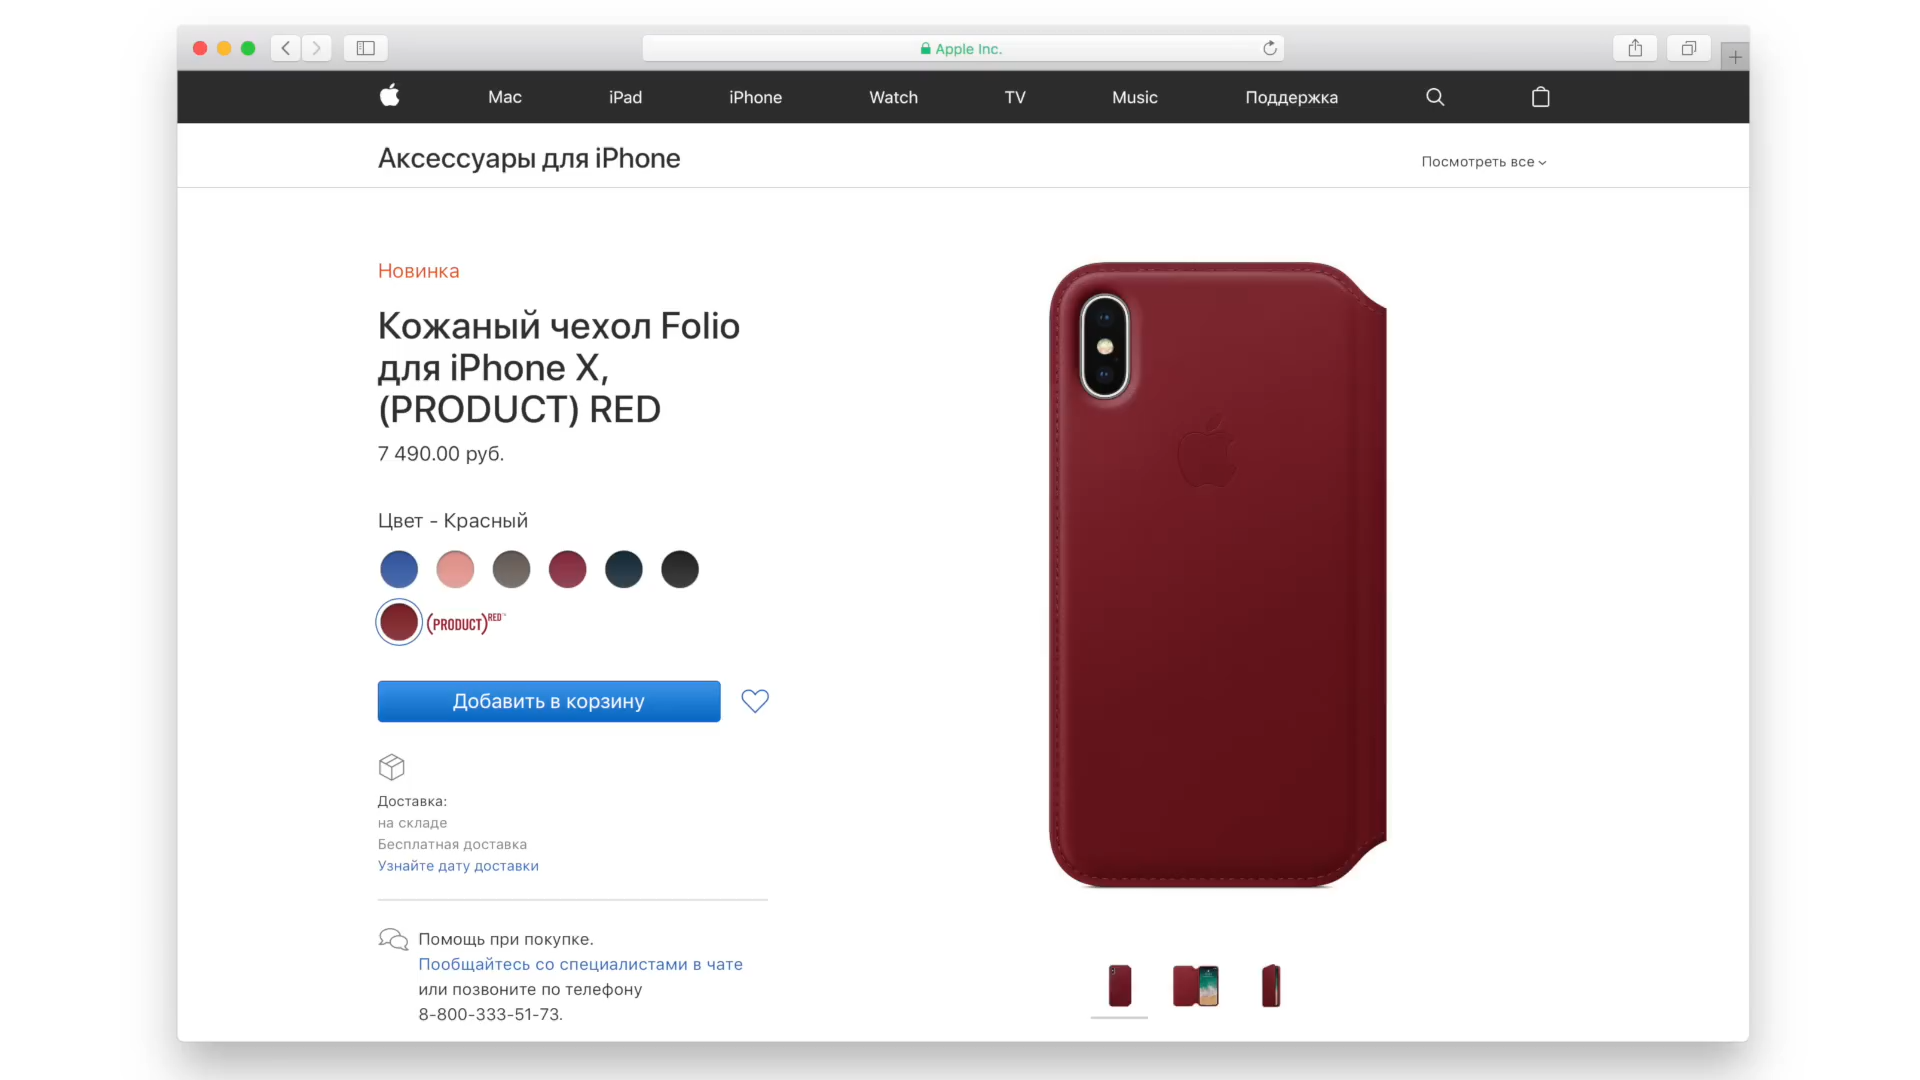 Apple Inc.
Mac iPad iPhone Watch TV Music Поддержка
Аксессуары для iPhone
Посмотреть все
Новинка
Кожаный чехол Folio
для iPhone X,
(PRODUCT) RED
7 490.00 руб.
Цвет - Красный
(PRODUCT)RED™
Добавить в корзину
Доставка:
на складе
Бесплатная доставка
Узнайте дату доставки
Помощь при покупке.
Пообщайтесь со специалистами в чате
или позвоните по телефону
8-800-333-51-73.